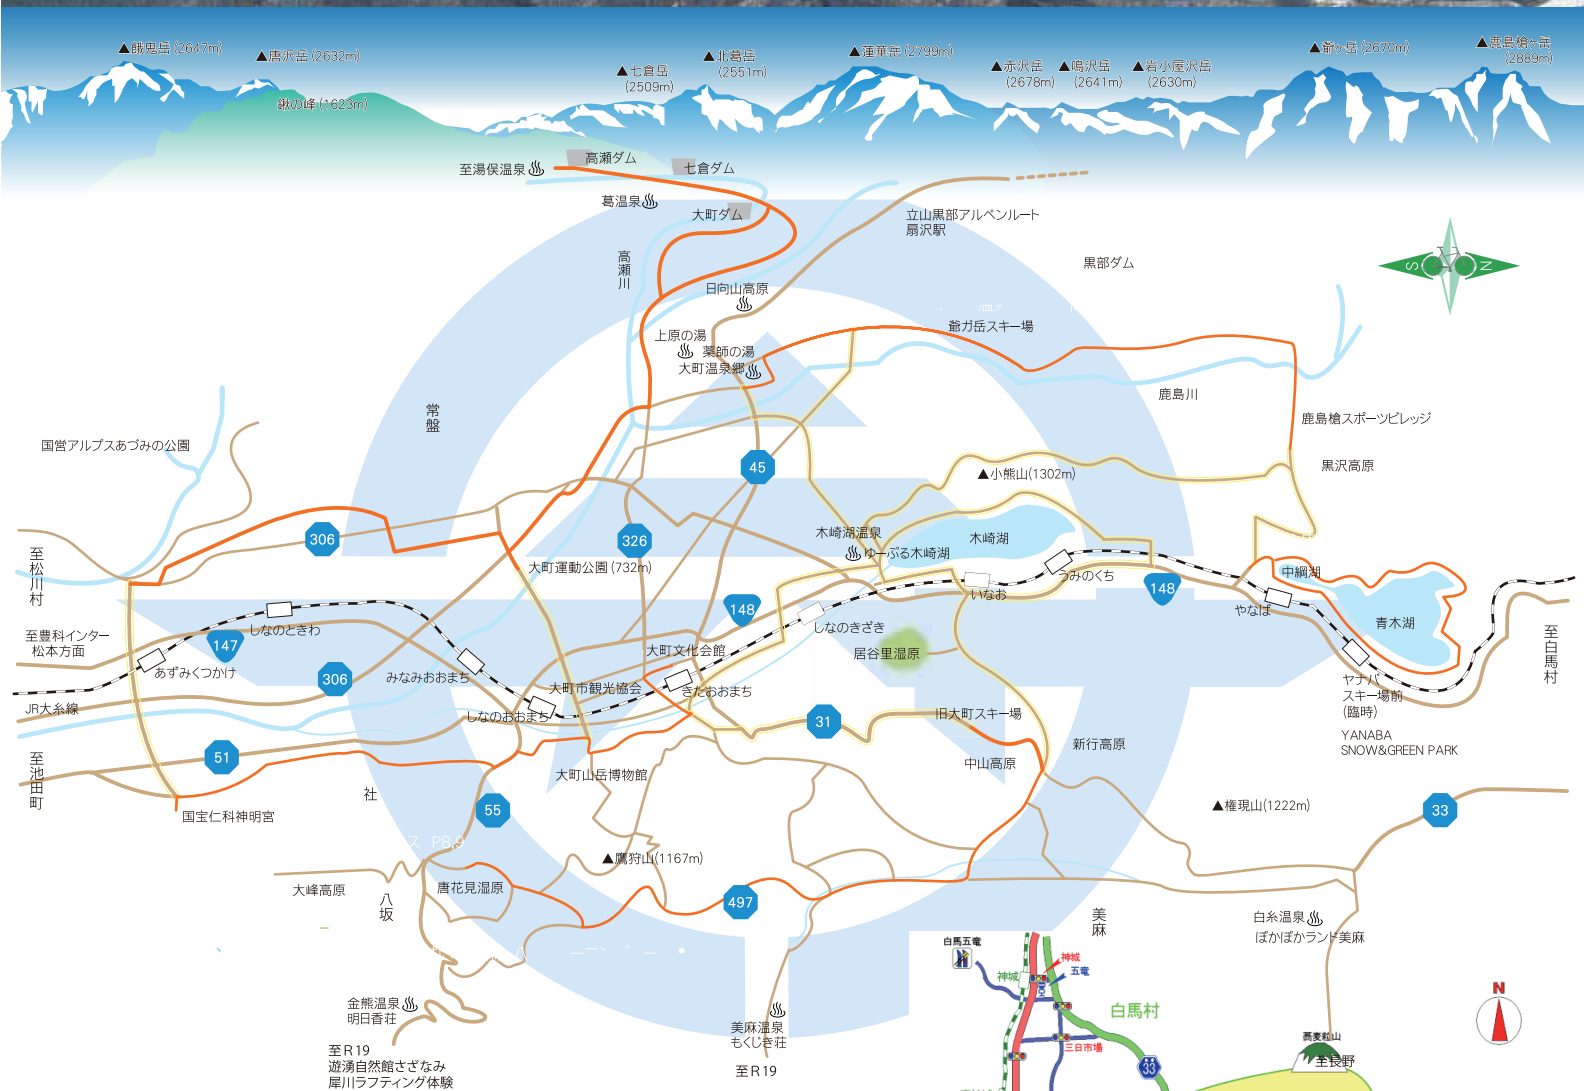 ▲餓鬼岳(2647m)
▲唐沢岳(2632m)
鍬の峰(1623m)
▲七倉岳
(2509m)
▲北葛岳
(2551m)
▲蓮華岳(2799m)
▲赤沢岳
(2678m)
▲鳴沢岳
(2641m)
▲岩小屋沢岳
(2630m)
▲爺ヶ岳(2670m)
▲鹿島槍ヶ岳
(2889m)
至湯俣温泉
高瀬ダム
七倉ダム
葛温泉
大町ダム
立山黒部アルペンルート
扇沢駅
高瀬川
黒部ダム
S
N
日向山高原
爺ガ岳スキー場
上原の湯
薬師の湯
大町温泉郷
鹿島川
常盤
鹿島槍スポーツビレッジ
国営アルプスあづみの公園
45
▲小熊山(1302m)
黒沢高原
306
326
木崎湖温泉
木崎湖
ゆーぷる木崎湖
至松川村
大町運動公園(732m)
うみのくち
中綱湖
148
148
いなお
やなば
青木湖
しなのときわ
しなのきざき
至豊科インター
松本方面
147
大町文化会館
居谷里湿原
至白馬村
あずみくつかけ
306
みなみおおまち
大町市観光協会
きたおおまち
ヤナバ
スキー場前
(臨時)
JR大糸線
しなのおおまち
31
旧大町スキー場
YANABA
SNOW&GREEN PARK
51
新行高原
至池田町
大町山岳博物館
中山高原
社
55
国宝仁科神明宮
▲権現山(1222m)
33
ス P8,9
▲鷹狩山(1167m)
大峰高原
唐花見湿原
497
八坂
美麻
白糸温泉
ぽかぽかランド美麻
白馬五竜
神城
神城
五竜
白馬村
金熊温泉
明日香荘
美麻温泉
もくじき荘
N
三日市場
蕎麦粒山
至長野
33
至R19
遊湧自然館さざなみ
犀川ラフティング体験
至R19